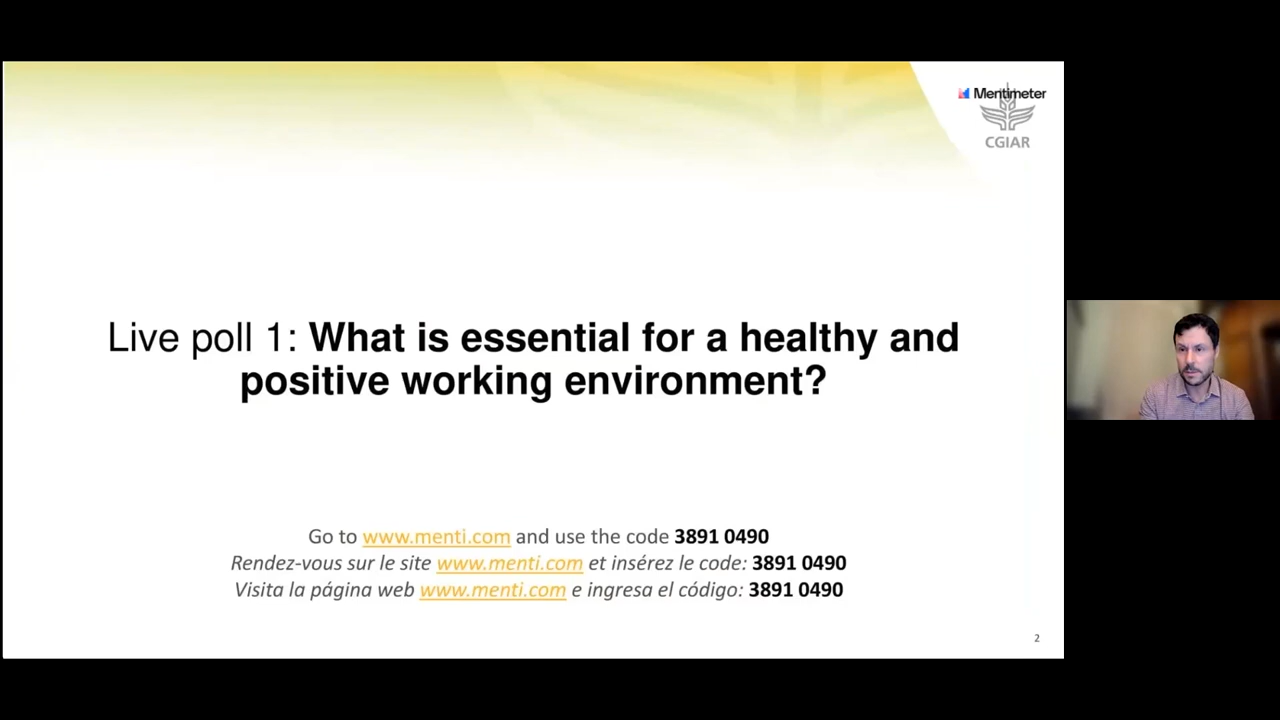 Mentimeter
CGIAR
Live poll 1: What is essential for a healthy and
positive working environment?
Go to www.menti.com and use the code 3891 0490
Rendez-vous sur le site www.menti.com et insérez le code: 3891 0490
Visita la página web www.menti.com e ingresa el código: 3891 0490
2